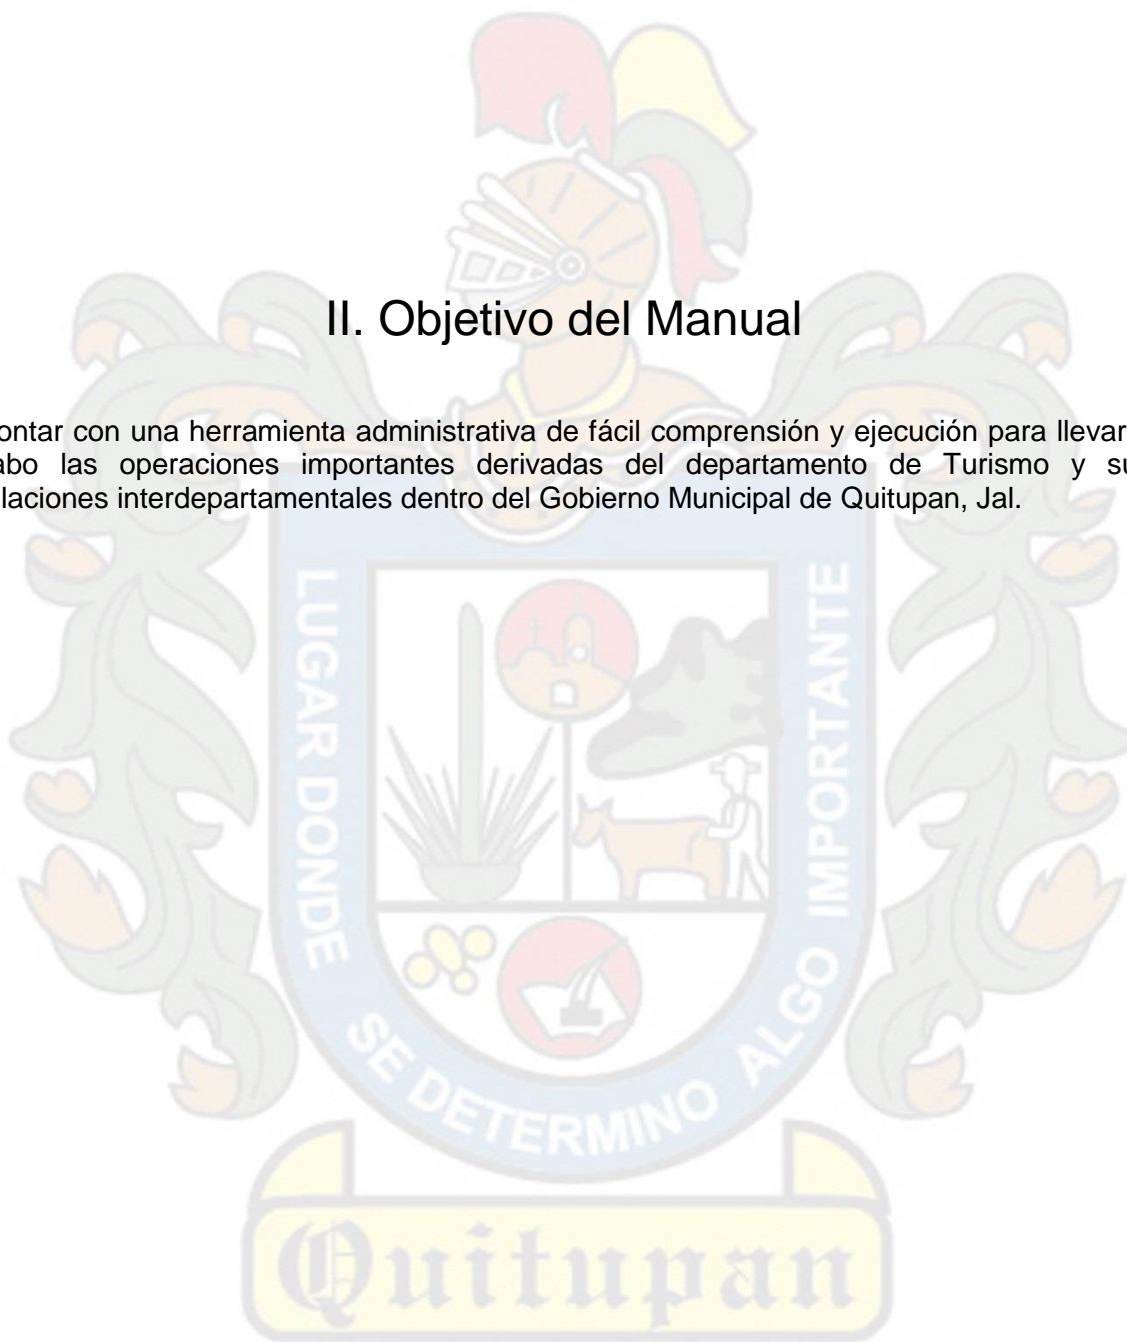 II. Objetivo del Manual
ontar con una herramienta administrativa de fácil comprensión y ejecución para llevar
abo las operaciones importantes derivadas del departamento de Turismo y su
laciones interdepartamentales dentro del Gobierno Municipal de Quitupan, Jal.
LUGAR DONDE SE DETERMINO ALGO IMPORTANTE
Quitupan